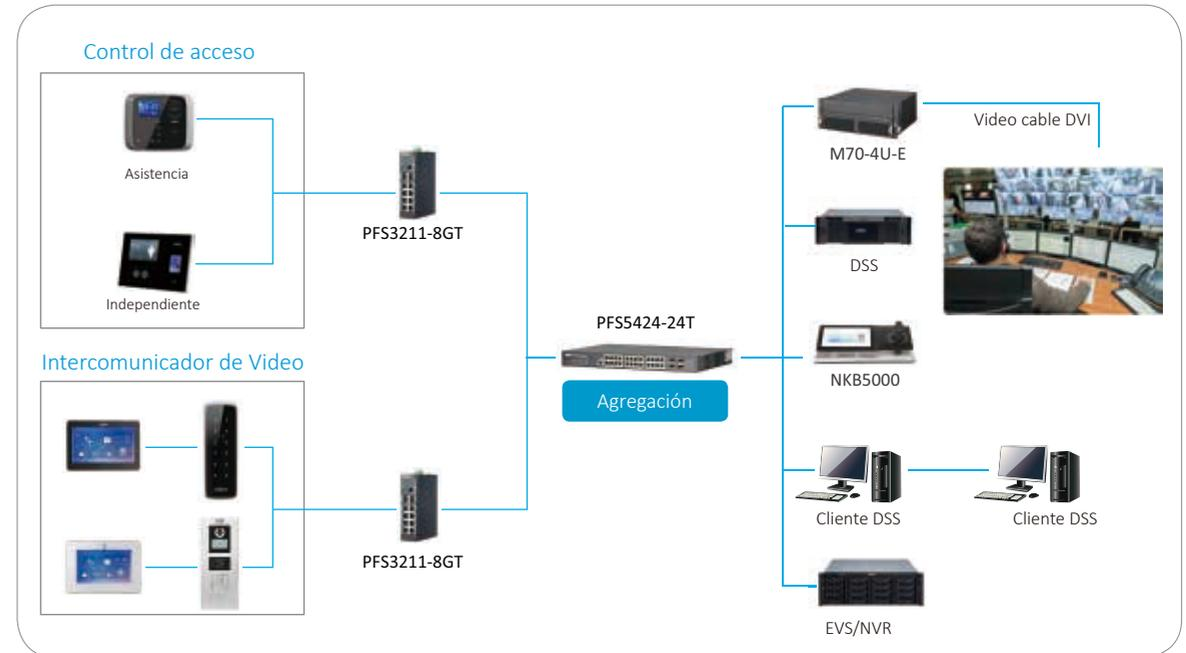 Control de acceso
Asistencia
Independiente
PFS3211-8GT
Intercomunicador de Video
PFS3211-8GT
PFS5424-24T
Agregación
M70-4U-E
Video cable DVI
DSS
NKB5000
Cliente DSS
Cliente DSS
EVS/NVR